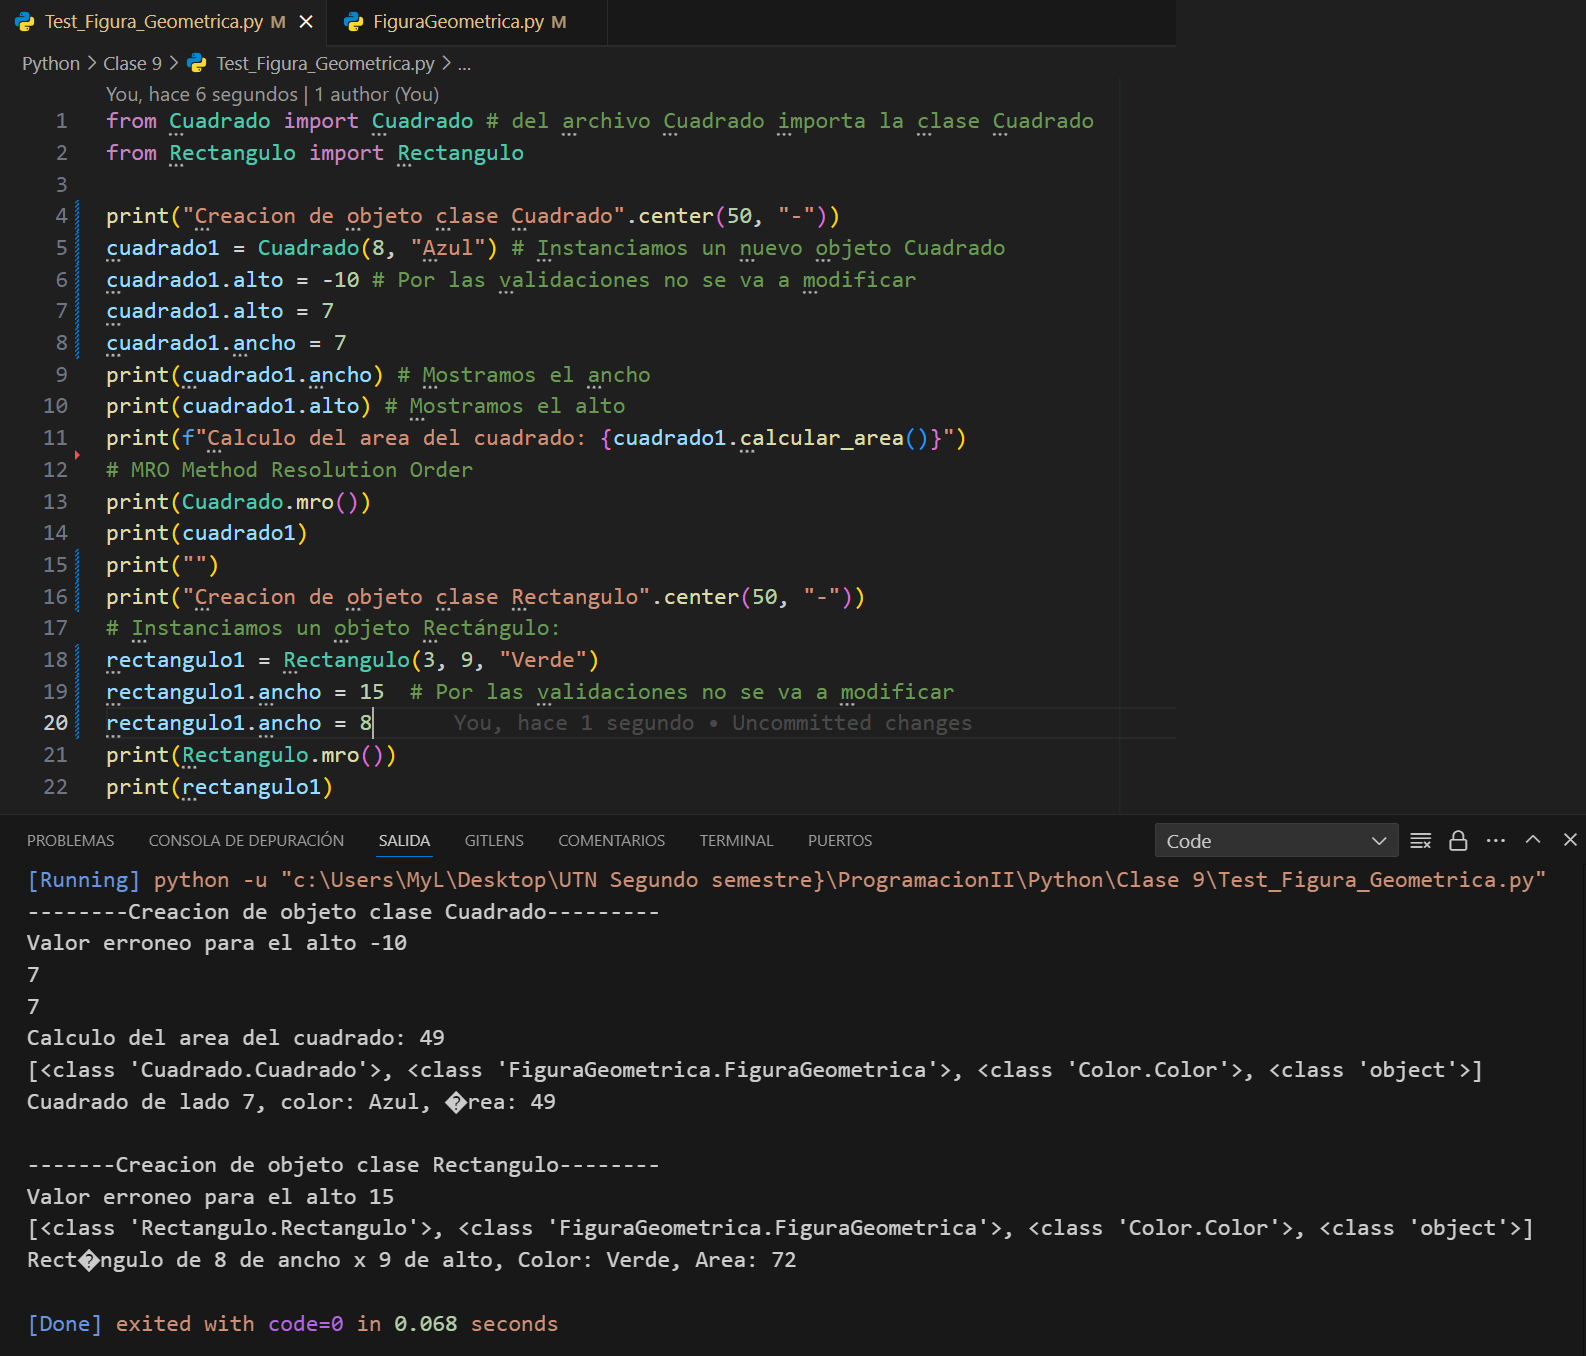 Test_Figura_Geometrica.py M
FiguraGeometrica.py M
Python > Clase 9 > Test_Figura_Geometrica.py > ...
You, hace 6 segundos | 1 author (You)
1 from Cuadrado import Cuadrado # del archivo Cuadrado importa la clase Cuadrado
2 from Rectangulo import Rectangulo
3
4 print("Creacion de objeto clase Cuadrado".center(50, "-"))
5 cuadrado1 = Cuadrado(8, "Azul") # Instanciamos un nuevo objeto Cuadrado
6 cuadrado1.alto = -10 # Por las validaciones no se va a modificar
7 cuadrado1.alto = 7
8 cuadrado1.ancho = 7
9 print(cuadrado1.ancho) # Mostramos el ancho
10 print(cuadrado1.alto) # Mostramos el alto
11 print(f"Calculo del area del cuadrado: {cuadrado1.calcular_area()}")
12 # MRO Method Resolution Order
13 print(Cuadrado.mro())
14 print(cuadrado1)
15 print("")
16 print("Creacion de objeto clase Rectangulo".center(50, "-"))
17 # Instanciamos un objeto Rectángulo:
18 rectangulo1 = Rectangulo(3, 9, "Verde")
19 rectangulo1.ancho = 15  # Por las validaciones no se va a modificar
20 rectangulo1.ancho = 8 You, hace 1 segundo • Uncommitted changes
21 print(Rectangulo.mro())
22 print(rectangulo1)
PROBLEMAS CONSOLA DE DEPURACIÓN SALIDA GITLENS COMENTARIOS TERMINAL PUERTOS Code
[Running] python -u "c:\Users\MyL\Desktop\UTN Segundo semestre}\ProgramacionII\Python\Clase 9\Test_Figura_Geometrica.py"
--------Creacion de objeto clase Cuadrado---------
Valor erroneo para el alto -10
7
7
Calculo del area del cuadrado: 49
[<class 'Cuadrado.Cuadrado'>, <class 'FiguraGeometrica.FiguraGeometrica'>, <class 'Color.Color'>, <class 'object'>]
Cuadrado de lado 7, color: Azul, �rea: 49

-------Creacion de objeto clase Rectangulo--------
Valor erroneo para el alto 15
[<class 'Rectangulo.Rectangulo'>, <class 'FiguraGeometrica.FiguraGeometrica'>, <class 'Color.Color'>, <class 'object'>]
Rect�ngulo de 8 de ancho x 9 de alto, Color: Verde, Area: 72

[Done] exited with code=0 in 0.068 seconds